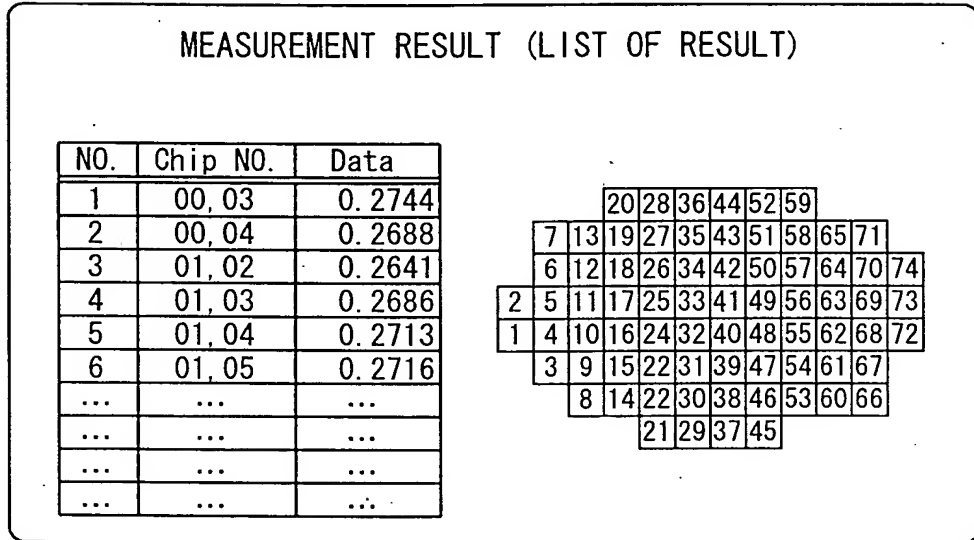 MEASUREMENT RESULT (LIST OF RESULT)
NO. Chip NO. Data
1 00,03 0.2744
2 00,04 0.2688
3 01,02 0.2641
4 01,03 0.2686
5 01,04 0.2713
6 01,05 0.2716
... ... ...
... ... ...
... ... ...
... ... ...
20 28 36 44 52 59
7 13 19 27 35 43 51 58 65 71
6 12 18 26 34 42 50 57 64 70 74
2 5 11 17 25 33 41 49 56 63 69 73
1 4 10 16 24 32 40 48 55 62 68 72
3 9 15 22 31 39 47 54 61 67
8 14 22 30 38 46 53 60 66
21 29 37 45